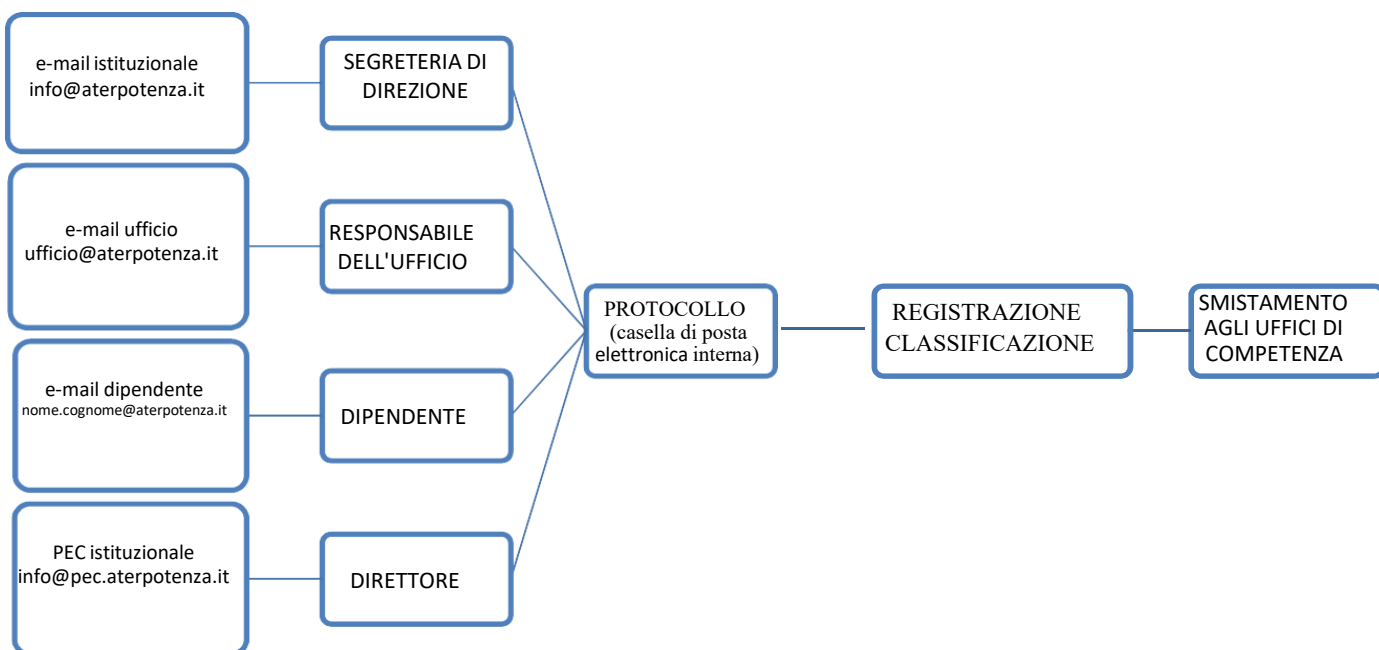 e-mail istituzionale
info@aterpotenza.it
SEGRETERIA DI
DIREZIONE
e-mail ufficio
ufficio@aterpotenza.it
RESPONSABILE
DELL'UFFICIO
e-mail dipendente
nome.cognome@aterpotenza.it
DIPENDENTE
PEC istituzionale
info@pec.aterpotenza.it
DIRETTORE
PROTOCOLLO
(casella di posta
elettronica interna)
REGISTRAZIONE
CLASSIFICAZIONE
SMISTAMENTO
AGLI UFFICI DI
COMPETENZA